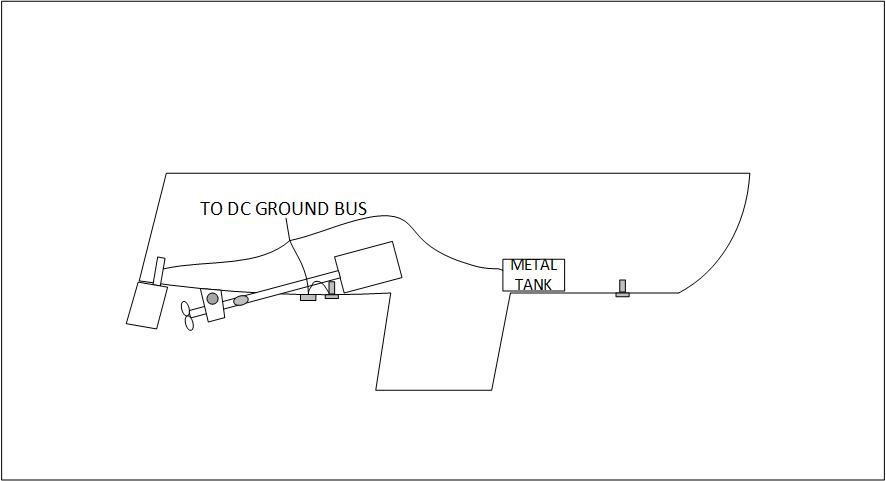 TO DC GROUND BUS
METAL
TANK